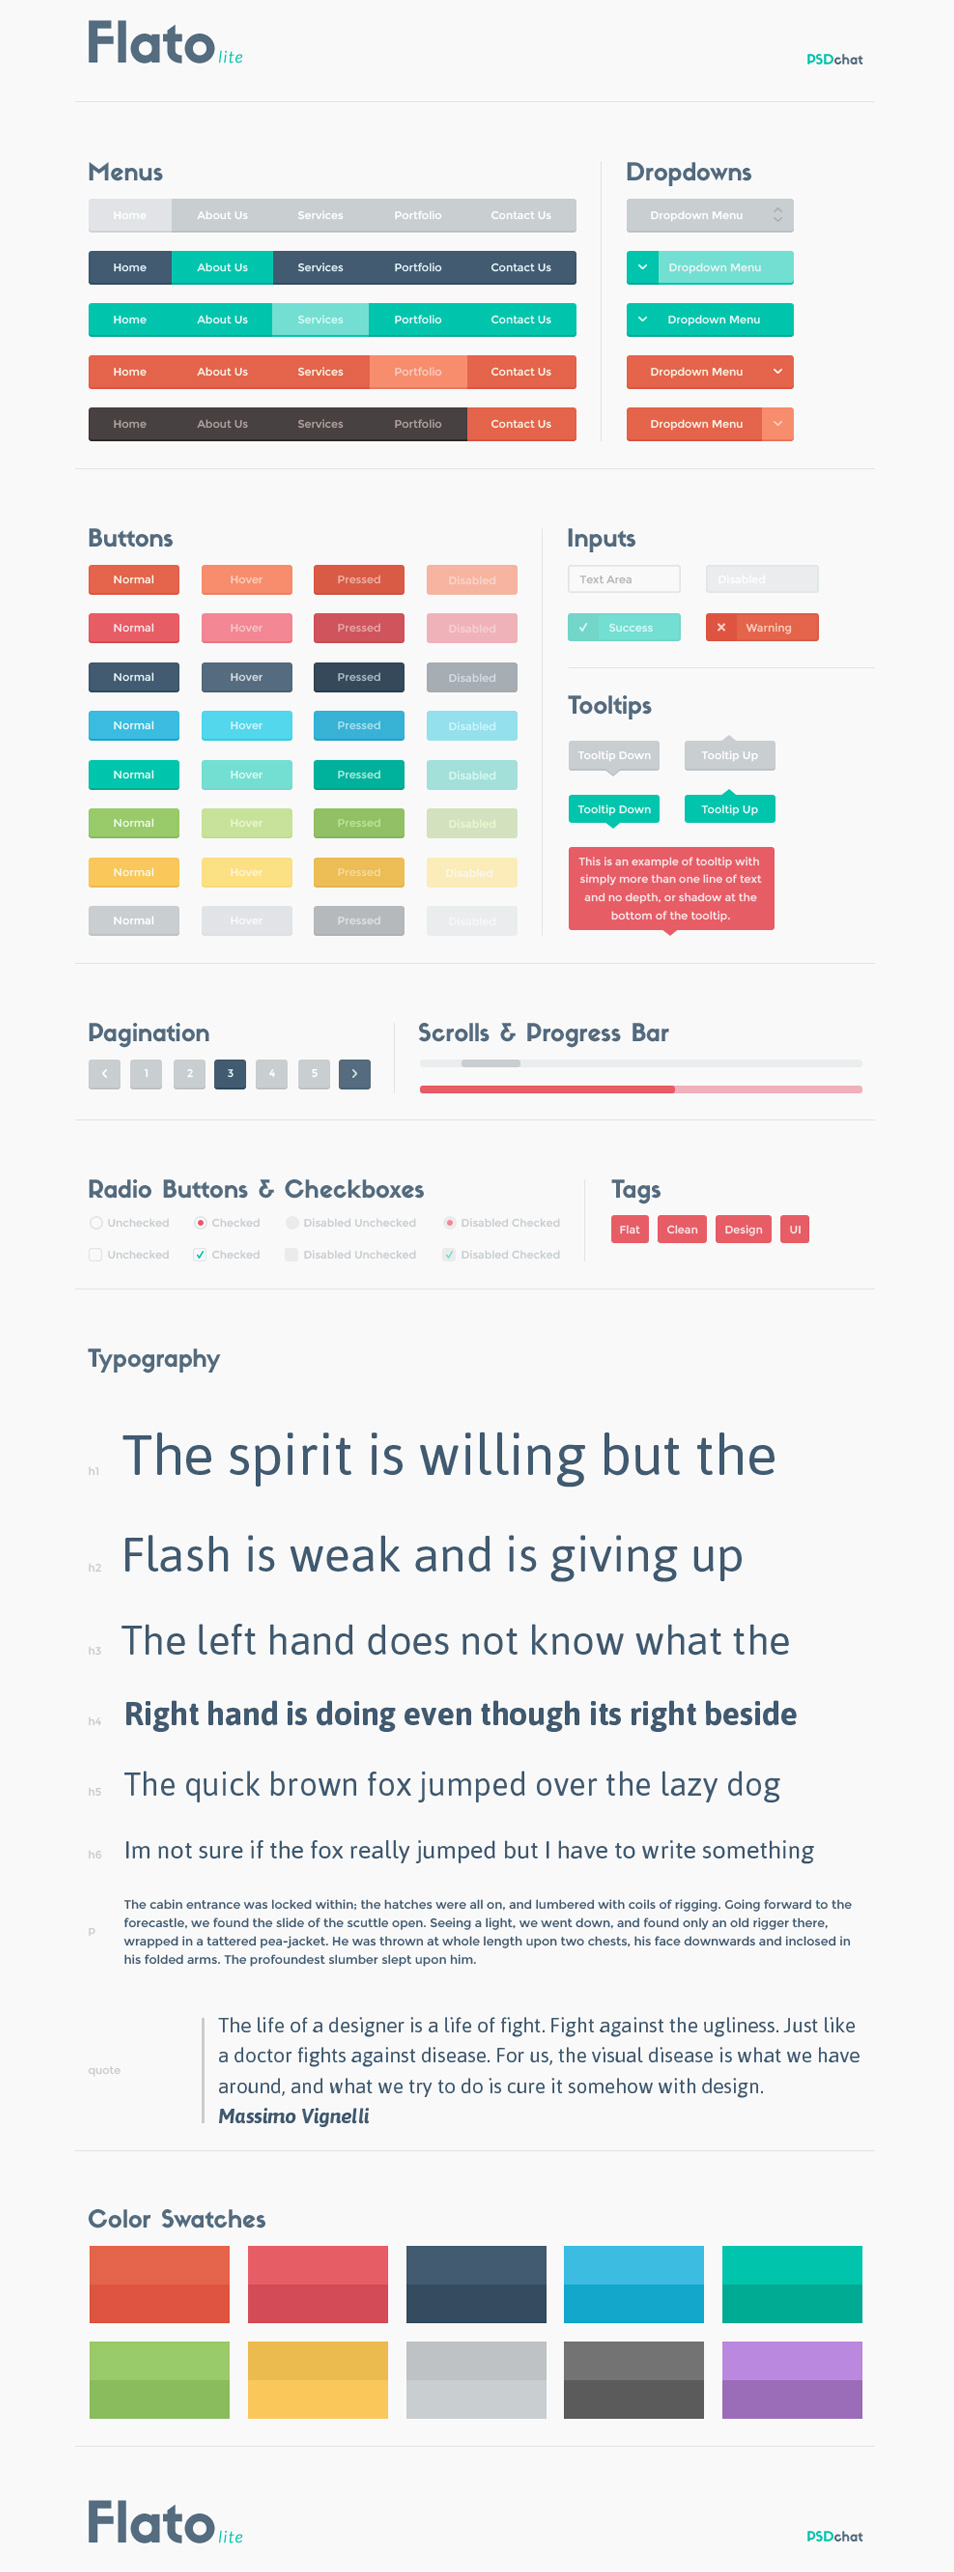 Flato lite
PSDchat
Menus
Home About Us Services Portfolio Contact Us
Home About Us Services Portfolio Contact Us
Home About Us Services Portfolio Contact Us
Home About Us Services Portfolio Contact Us
Home About Us Services Portfolio Contact Us
Dropdowns
Dropdown Menu
Dropdown Menu
Dropdown Menu
Dropdown Menu
Dropdown Menu
Buttons
Normal Hover Pressed Disabled
Normal Hover Pressed Disabled
Normal Hover Pressed Disabled
Normal Hover Pressed Disabled
Normal Hover Pressed Disabled
Normal Hover Pressed Disabled
Normal Hover Pressed Disabled
Normal Hover Pressed Disabled
Inputs
Text Area Disabled
Success Warning
Tooltips
Tooltip Down Tooltip Up
Tooltip Down Tooltip Up
This is an example of tooltip with
simply more than one line of text
and no depth, or shadow at the
bottom of the tooltip.
Pagination
1 2 3 4 5
Scrolls & Progress Bar
Radio Buttons & Checkboxes
Unchecked Checked Disabled Unchecked Disabled Checked
Unchecked Checked Disabled Unchecked Disabled Checked
Tags
Flat Clean Design UI
Typography
h1 The spirit is willing but the
h2 Flash is weak and is giving up
h3 The left hand does not know what the
h4 Right hand is doing even though its right beside
h5 The quick brown fox jumped over the lazy dog
h6 Im not sure if the fox really jumped but I have to write something
The cabin entrance was locked within; the hatches were all on, and lumbered with coils of rigging. Going forward to the
forecastle, we found the slide of the scuttle open. Seeing a light, we went down, and found only an old rigger there,
p wrapped in a tattered pea-jacket. He was thrown at whole length upon two chests, his face downwards and inclosed in
his folded arms. The profoundest slumber slept upon him.
The life of a designer is a life of fight. Fight against the ugliness. Just like
a doctor fights against disease. For us, the visual disease is what we have
quote around, and what we try to do is cure it somehow with design.
Massimo Vignelli
Color Swatches
Flato lite
PSDchat